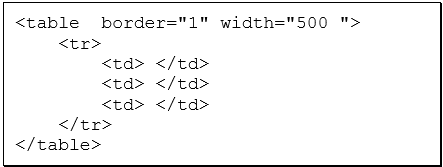 <table  border="1" width="500 ">
    <tr>
        <td> </td>
        <td> </td>
        <td> </td>
    </tr>
</table>